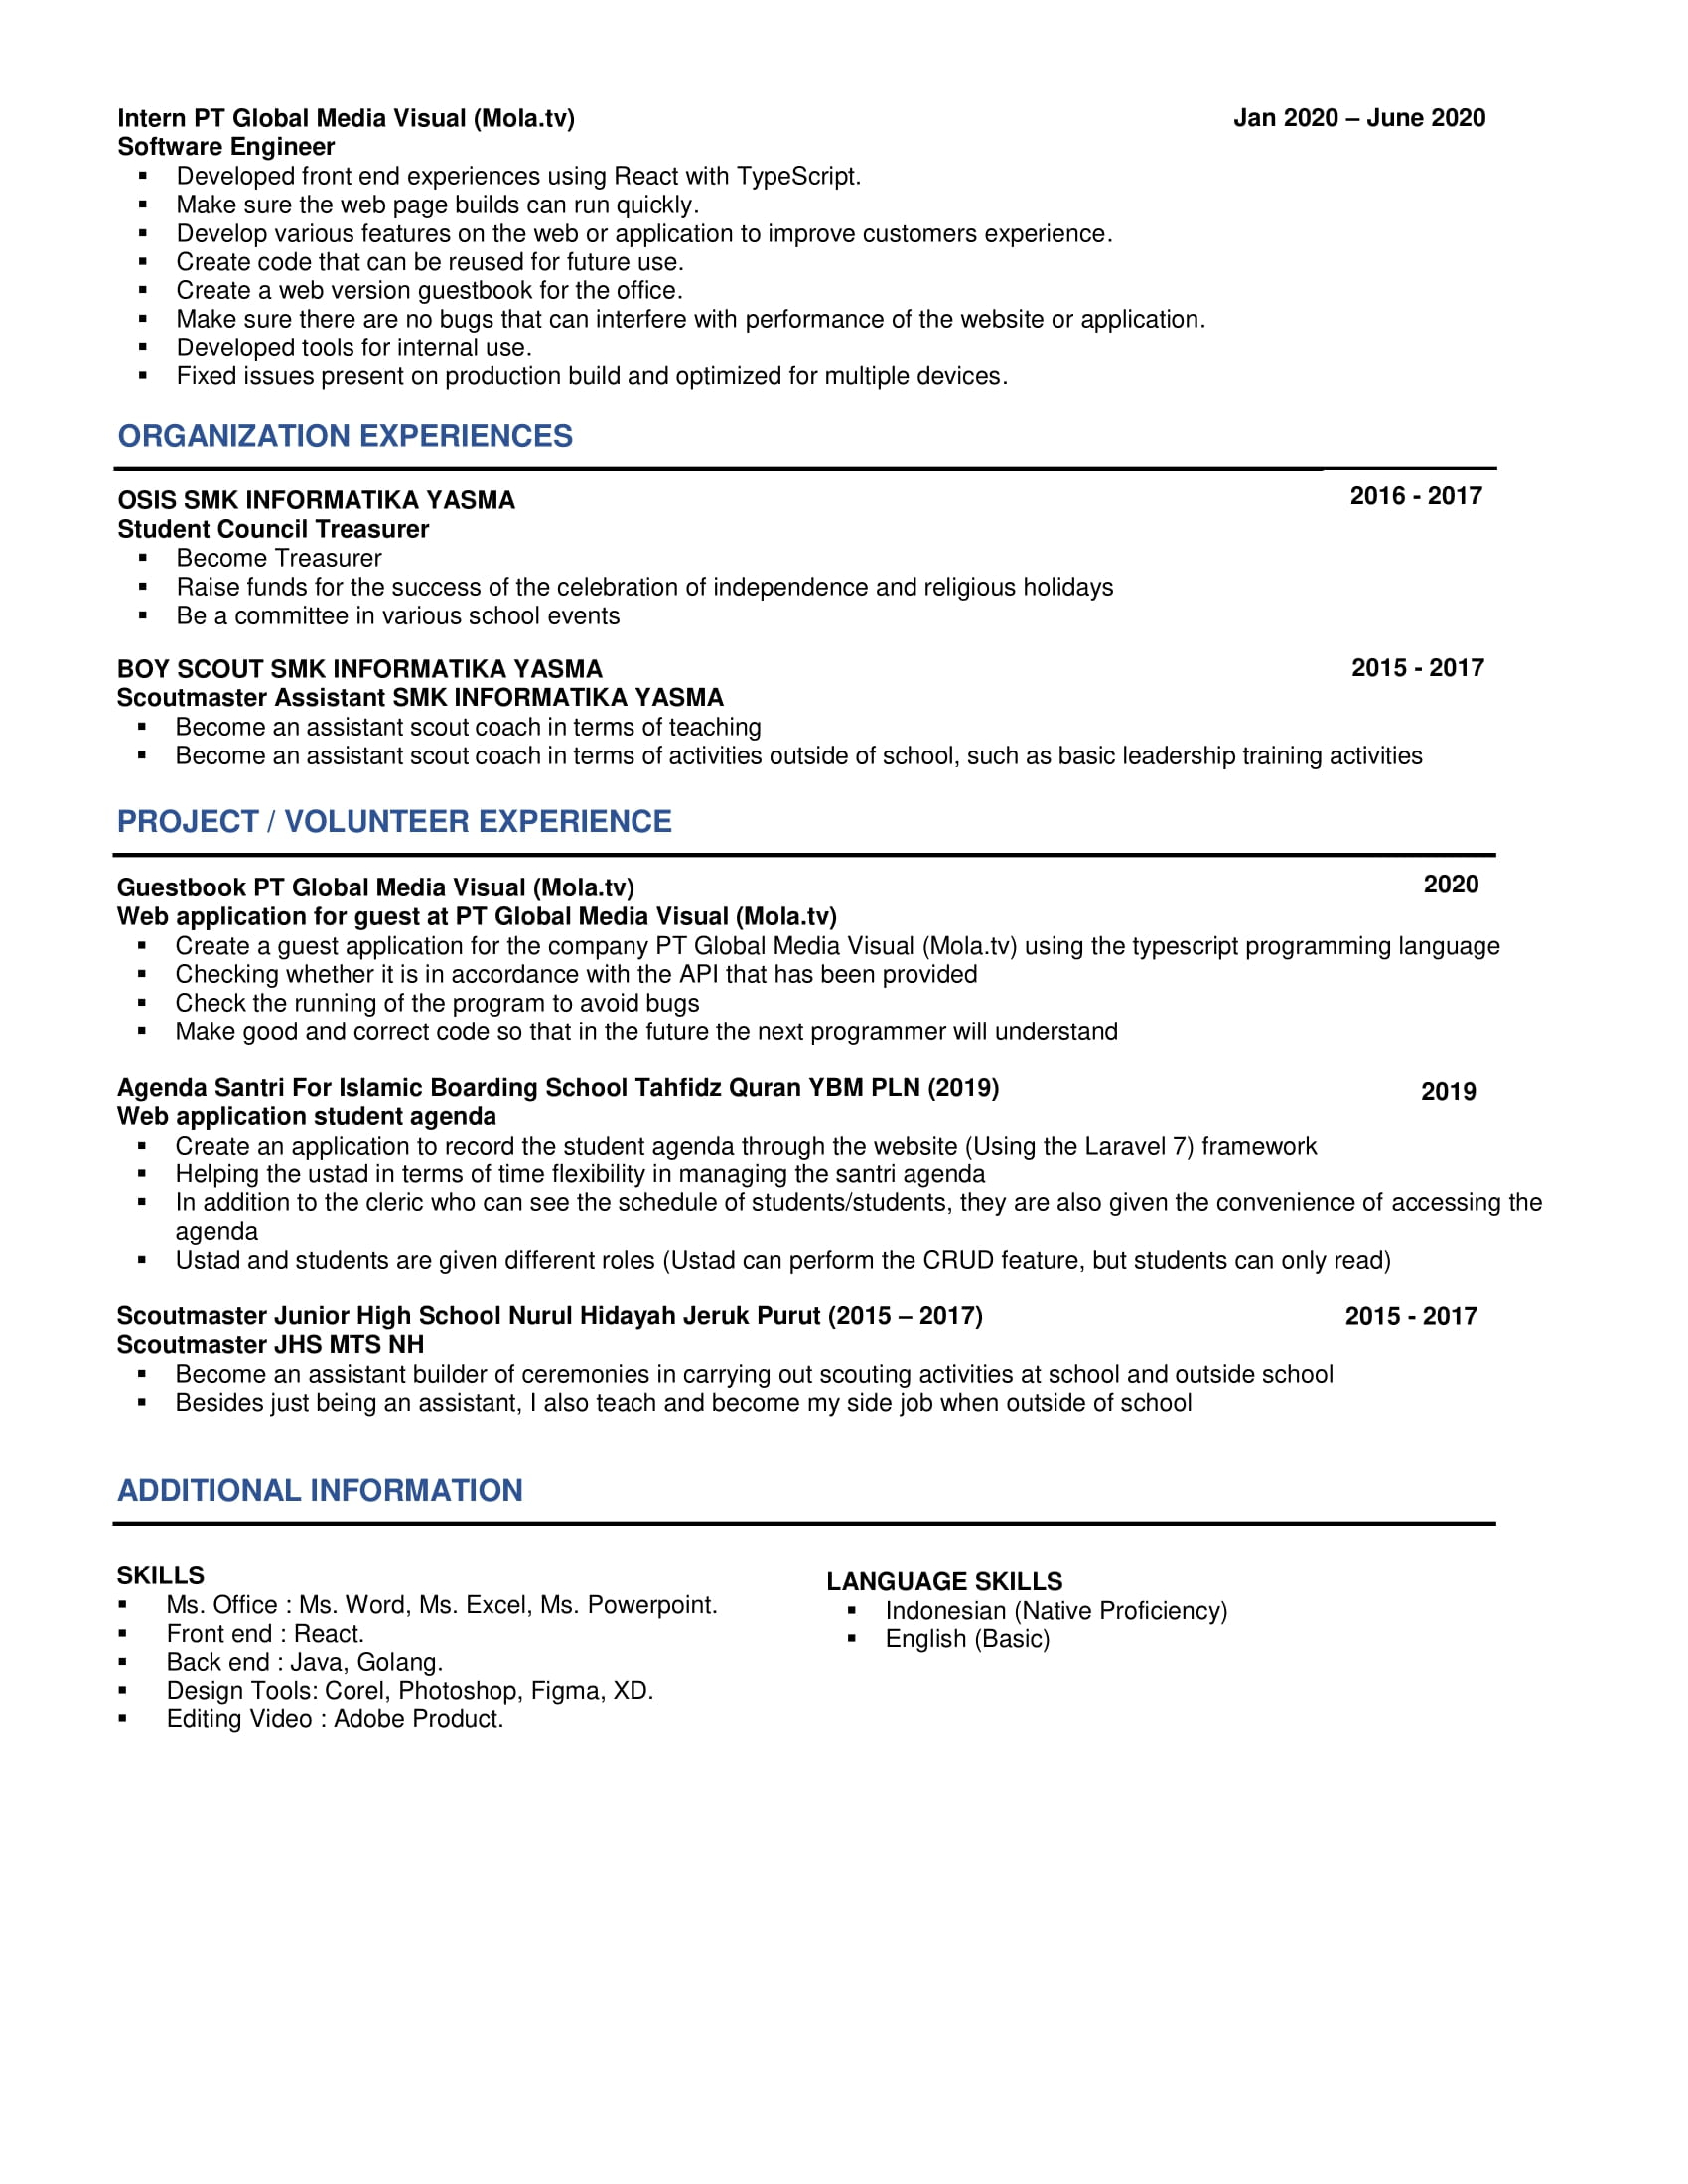 Intern PT Global Media Visual (Mola.tv) Jan 2020 – June 2020
Software Engineer
▪ Developed front end experiences using React with TypeScript.
▪ Make sure the web page builds can run quickly.
▪ Develop various features on the web or application to improve customers experience.
▪ Create code that can be reused for future use.
▪ Create a web version guestbook for the office.
▪ Make sure there are no bugs that can interfere with performance of the website or application.
▪ Developed tools for internal use.
▪ Fixed issues present on production build and optimized for multiple devices.
ORGANIZATION EXPERIENCES
OSIS SMK INFORMATIKA YASMA 2016 - 2017
Student Council Treasurer
▪ Become Treasurer
▪ Raise funds for the success of the celebration of independence and religious holidays
▪ Be a committee in various school events
BOY SCOUT SMK INFORMATIKA YASMA 2015 - 2017
Scoutmaster Assistant SMK INFORMATIKA YASMA
▪ Become an assistant scout coach in terms of teaching
▪ Become an assistant scout coach in terms of activities outside of school, such as basic leadership training activities
PROJECT / VOLUNTEER EXPERIENCE
Guestbook PT Global Media Visual (Mola.tv) 2020
Web application for guest at PT Global Media Visual (Mola.tv)
▪ Create a guest application for the company PT Global Media Visual (Mola.tv) using the typescript programming language
▪ Checking whether it is in accordance with the API that has been provided
▪ Check the running of the program to avoid bugs
▪ Make good and correct code so that in the future the next programmer will understand
Agenda Santri For Islamic Boarding School Tahfidz Quran YBM PLN (2019) 2019
Web application student agenda
▪ Create an application to record the student agenda through the website (Using the Laravel 7) framework
▪ Helping the ustad in terms of time flexibility in managing the santri agenda
▪ In addition to the cleric who can see the schedule of students/students, they are also given the convenience of accessing the
agenda
▪ Ustad and students are given different roles (Ustad can perform the CRUD feature, but students can only read)
Scoutmaster Junior High School Nurul Hidayah Jeruk Purut (2015 – 2017) 2015 - 2017
Scoutmaster JHS MTS NH
▪ Become an assistant builder of ceremonies in carrying out scouting activities at school and outside school
▪ Besides just being an assistant, I also teach and become my side job when outside of school
ADDITIONAL INFORMATION
SKILLS
▪ Ms. Office : Ms. Word, Ms. Excel, Ms. Powerpoint.
▪ Front end : React.
▪ Back end : Java, Golang.
▪ Design Tools: Corel, Photoshop, Figma, XD.
▪ Editing Video : Adobe Product.
LANGUAGE SKILLS
▪ Indonesian (Native Proficiency)
▪ English (Basic)